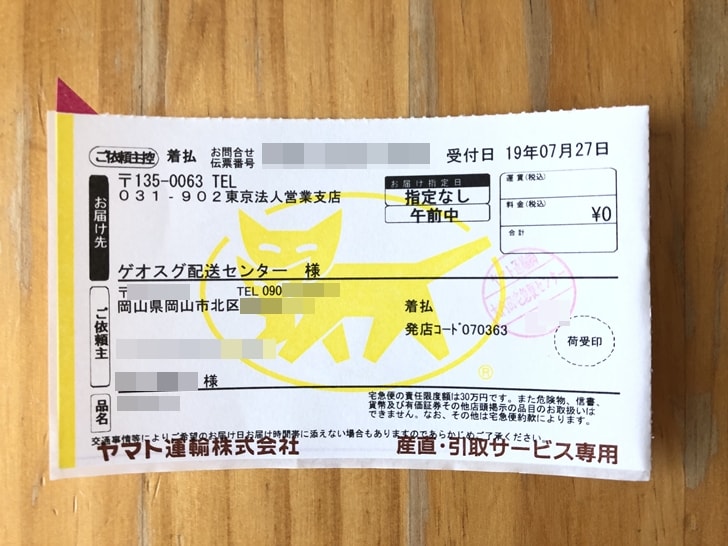 ご依頼主控 着払 お問合せ伝票番号 受付日 19年07月27日
お届け先
〒135-0063 TEL
031-902東京法人営業支店
ゲオスグ配送センター 様
お届け指定日
指定なし
午前中
運賃(税込)
料金(税込)
¥0
合計
ご依頼主
〒 TEL 090
岡山県岡山市北区
様
着払
発店コード070363
荷受印
品名
宅急便の責任限度額は30万円です。また危険物、信書、
貨幣及び有価証券その他店頭掲示の品目のお取扱いは
できません。なお、その他は宅急便約款によります。
交通事情等によりご希望のお届け日お届け時間帯に添えない場合もありますのであらかじめご了承ください。
ヤマト運輸株式会社 産直・引取サービス専用